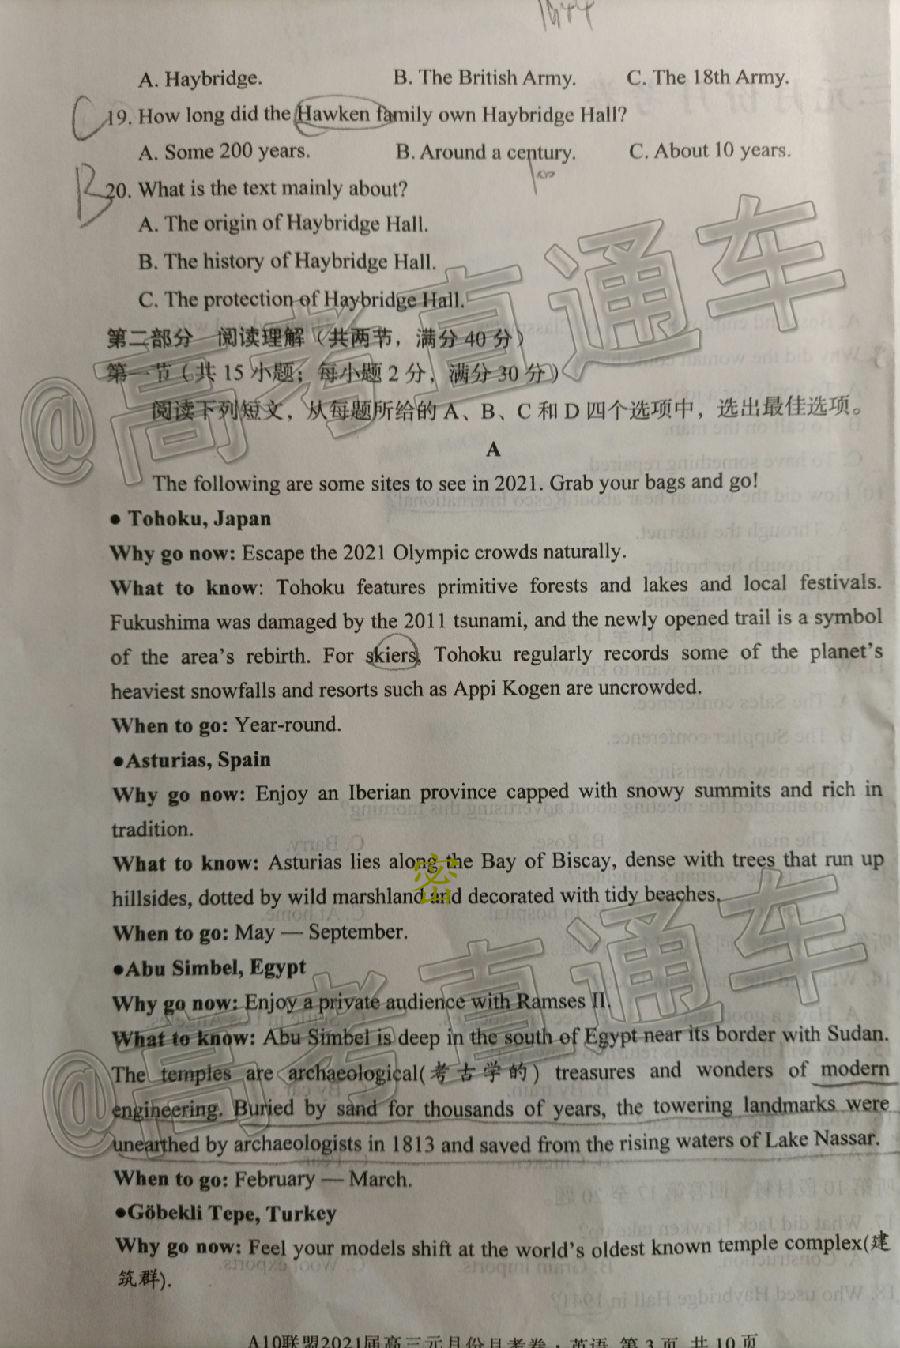 1944
A. Haybridge. B. The British Army. C. The 18th Army.
C 19. How long did the Hawken family own Haybridge Hall?
A. Some 200 years. B. Around a century. C. About 10 years.
B 20. What is the text mainly about?
A. The origin of Haybridge Hall.
B. The history of Haybridge Hall.
C. The protection of Haybridge Hall.
第二部分 阅读理解（共两节，满分 40 分）
第一节（共 15 小题；每小题 2 分，满分 30 分）
阅读下列短文，从每题所给的 A、B、C 和 D 四个选项中，选出最佳选项。
@高考直通车
A
The following are some sites to see in 2021. Grab your bags and go!
● Tohoku, Japan
Why go now: Escape the 2021 Olympic crowds naturally.
What to know: Tohoku features primitive forests and lakes and local festivals.
Fukushima was damaged by the 2011 tsunami, and the newly opened trail is a symbol
of the area's rebirth. For skiers, Tohoku regularly records some of the planet's
heaviest snowfalls and resorts such as Appi Kogen are uncrowded.
When to go: Year-round.
●Asturias, Spain
Why go now: Enjoy an Iberian province capped with snowy summits and rich in
tradition.
What to know: Asturias lies along the Bay of Biscay, dense with trees that run up
密
hillsides, dotted by wild marshland and decorated with tidy beaches.
When to go: May — September.
●Abu Simbel, Egypt
Why go now: Enjoy a private audience with Ramses II.
What to know: Abu Simbel is deep in the south of Egypt near its border with Sudan.
The temples are archaeological(考古学的) treasures and wonders of modern
engineering. Buried by sand for thousands of years, the towering landmarks were
unearthed by archaeologists in 1813 and saved from the rising waters of Lake Nassar.
@高考直通车
When to go: February — March.
●Göbekli Tepe, Turkey
Why go now: Feel your models shift at the world's oldest known temple complex(建
筑群).
A10联盟2021届高三元月份月考卷·英语 第 3 页 共 10 页